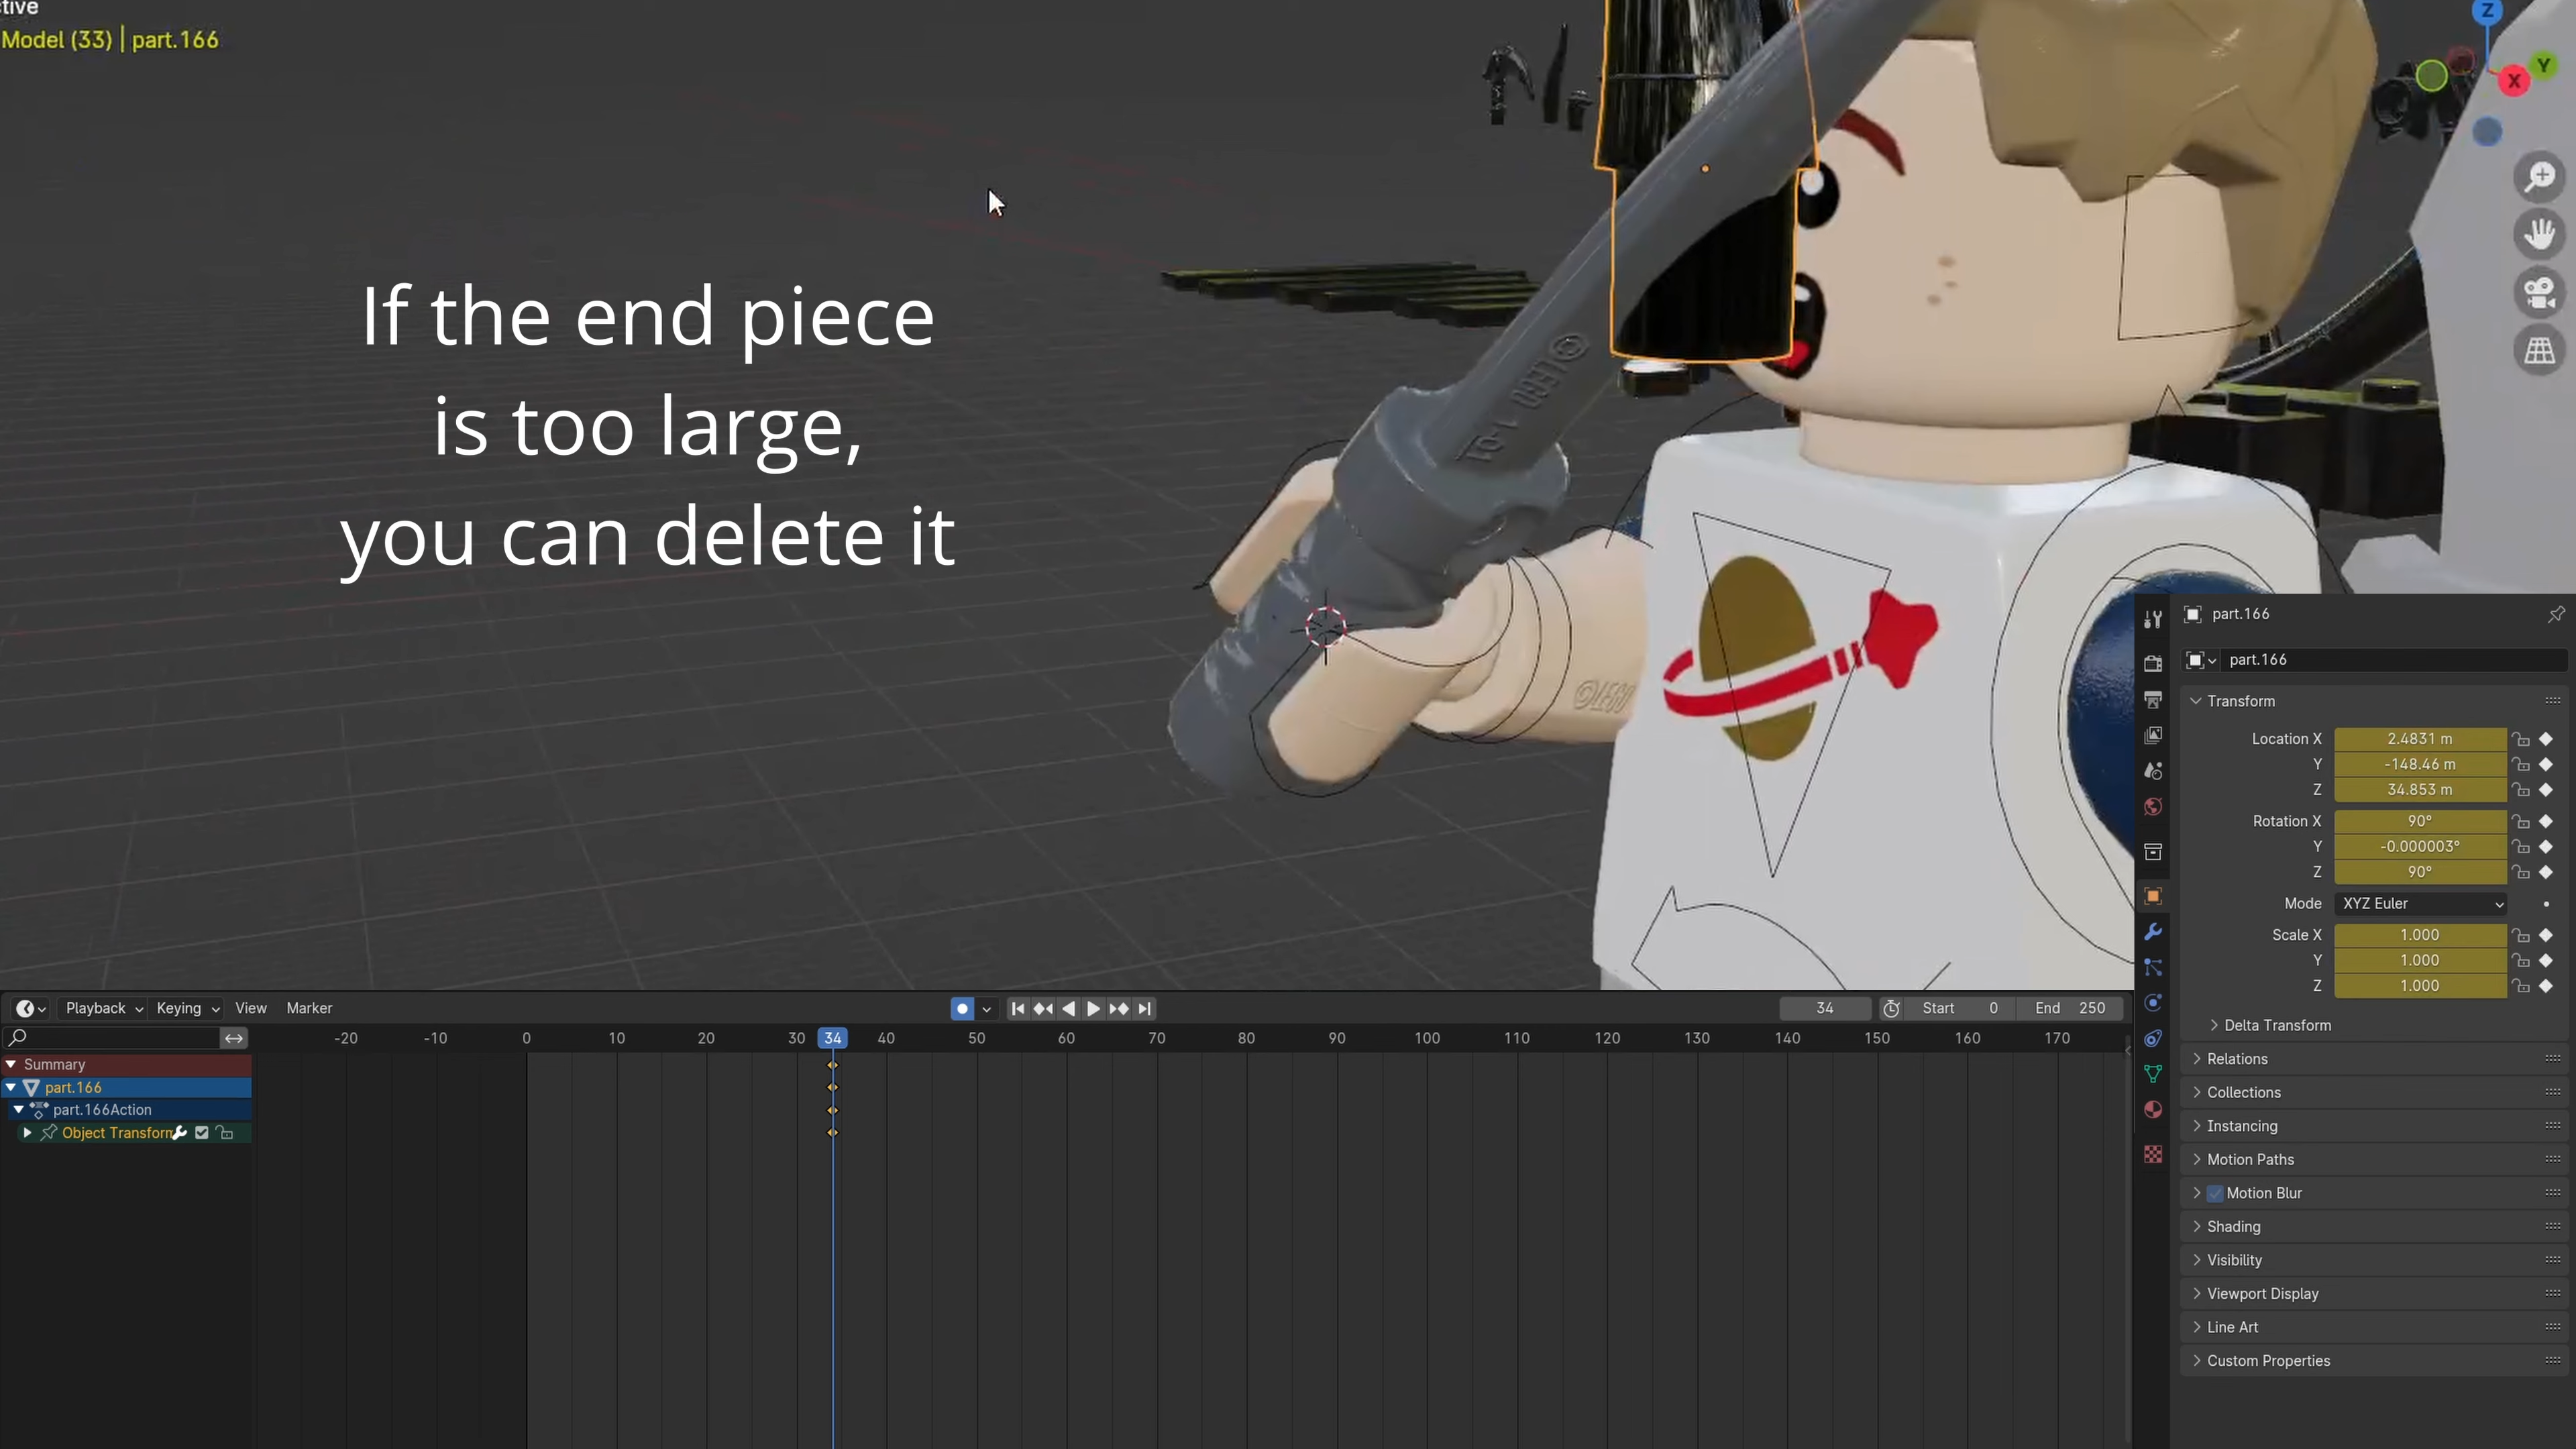 tive
Model (33) | part.166
If the end piece
is too large,
you can delete it
©LEGO 1-01
©LEGO
Z
Y
X
part.166
part.166
Transform
Location X 2.4831 m
Y -148.46 m
Z 34.853 m
Rotation X 90°
Y -0.000003°
Z 90°
Mode XYZ Euler
Scale X 1.000
Y 1.000
Z 1.000
Delta Transform
Relations
Collections
Instancing
Motion Paths
Motion Blur
Shading
Visibility
Viewport Display
Line Art
Custom Properties
Playback Keying View Marker 34 Start 0 End 250
-20 -10 0 10 20 30 34 40 50 60 70 80 90 100 110 120 130 140 150 160 170
Summary
part.166
part.166Action
Object Transform